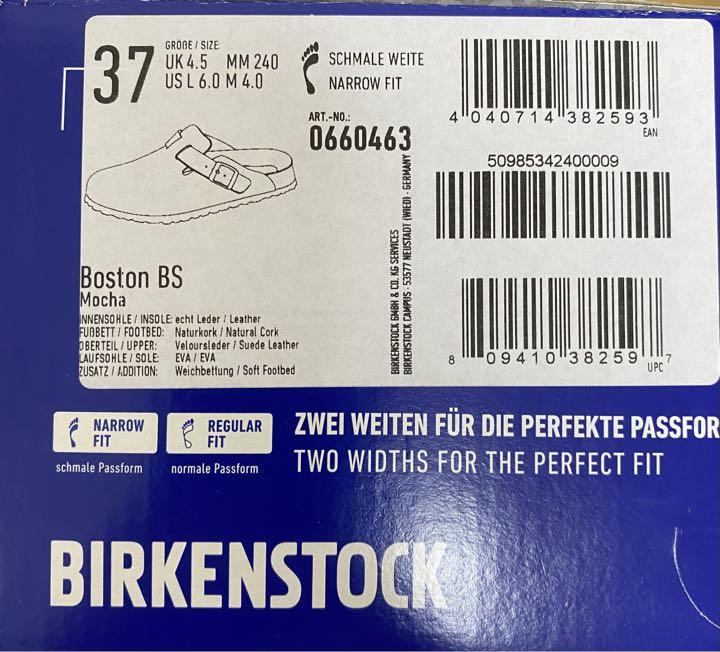 37
GRÖßE / SIZE:
UK 4.5 MM 240
US L 6.0 M 4.0
SCHMALE WEITE
NARROW FIT
ART.-NO.:
0660463
4 040714 382593
EAN
50985342400009
BIRKENSTOCK GMBH & CO. KG SERVICES
BIRKENSTOCK CAMPUS · 53577 NEUSTADT (WIED) · GERMANY
8 09410 38259 7
UPC
Boston BS
Mocha
INNENSOHLE / INSOLE: echt Leder / Leather
FUßBETT / FOOTBED: Naturkork / Natural Cork
OBERTEIL / UPPER: Veloursleder / Suede Leather
LAUFSOHLE / SOLE: EVA / EVA
ZUSATZ / ADDITION: Weichbettung / Soft Footbed
NARROW
FIT
schmale Passform
REGULAR
FIT
normale Passform
ZWEI WEITEN FÜR DIE PERFEKTE PASSFOR
TWO WIDTHS FOR THE PERFECT FIT
BIRKENSTOCK